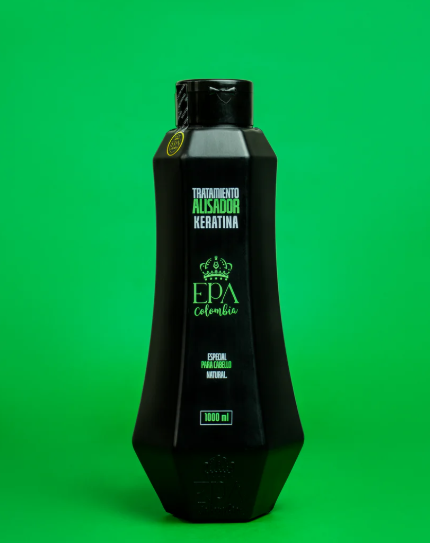 TRATAMIENTO
ALISADOR
KERATINA
EPA
Colombia
ESPECIAL
PARA CABELLO
NATURAL.
1000 ml